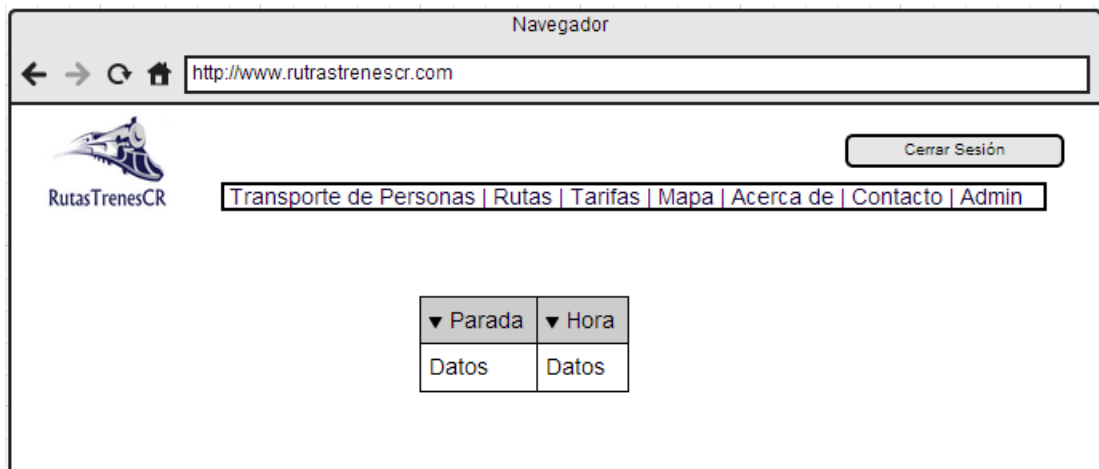 Navegador
http://www.rutrastrenescr.com
Cerrar Sesión
RutasTrenesCR
Transporte de Personas | Rutas | Tarifas | Mapa | Acerca de | Contacto | Admin
Parada Hora
Datos Datos